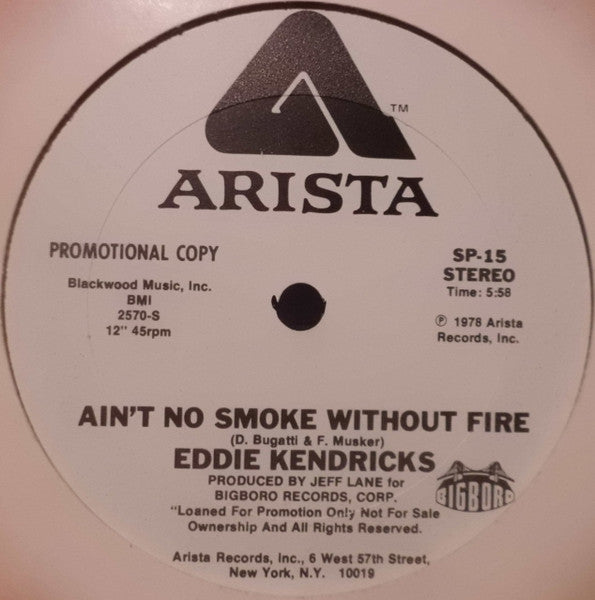 TM
ARISTA
PROMOTIONAL COPY
Blackwood Music, Inc.
BMI
2570-S
12" 45rpm
SP-15
STEREO
Time: 5:58
℗ 1978 Arista
Records, Inc.
AIN'T NO SMOKE WITHOUT FIRE
(D. Bugatti & F. Musker)
EDDIE KENDRICKS
PRODUCED BY JEFF LANE for
BIGBORO RECORDS, CORP.
BIGBORO
"Loaned For Promotion Only Not For Sale
Ownership And All Rights Reserved.
Arista Records, Inc., 6 West 57th Street,
New York, N.Y. 10019